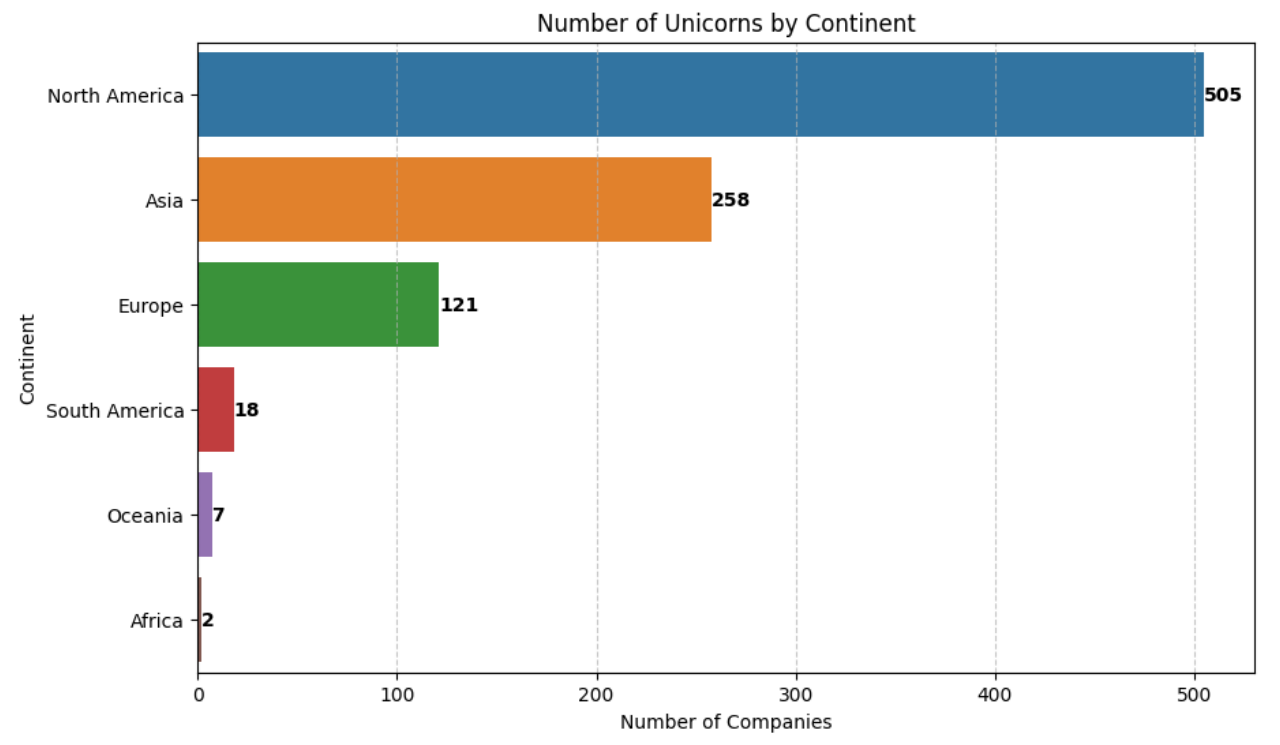 Number of Unicorns by Continent
North America
505
Asia
258
Europe
121
South America
18
Oceania
7
Africa
2
Continent
0 100 200 300 400 500
Number of Companies